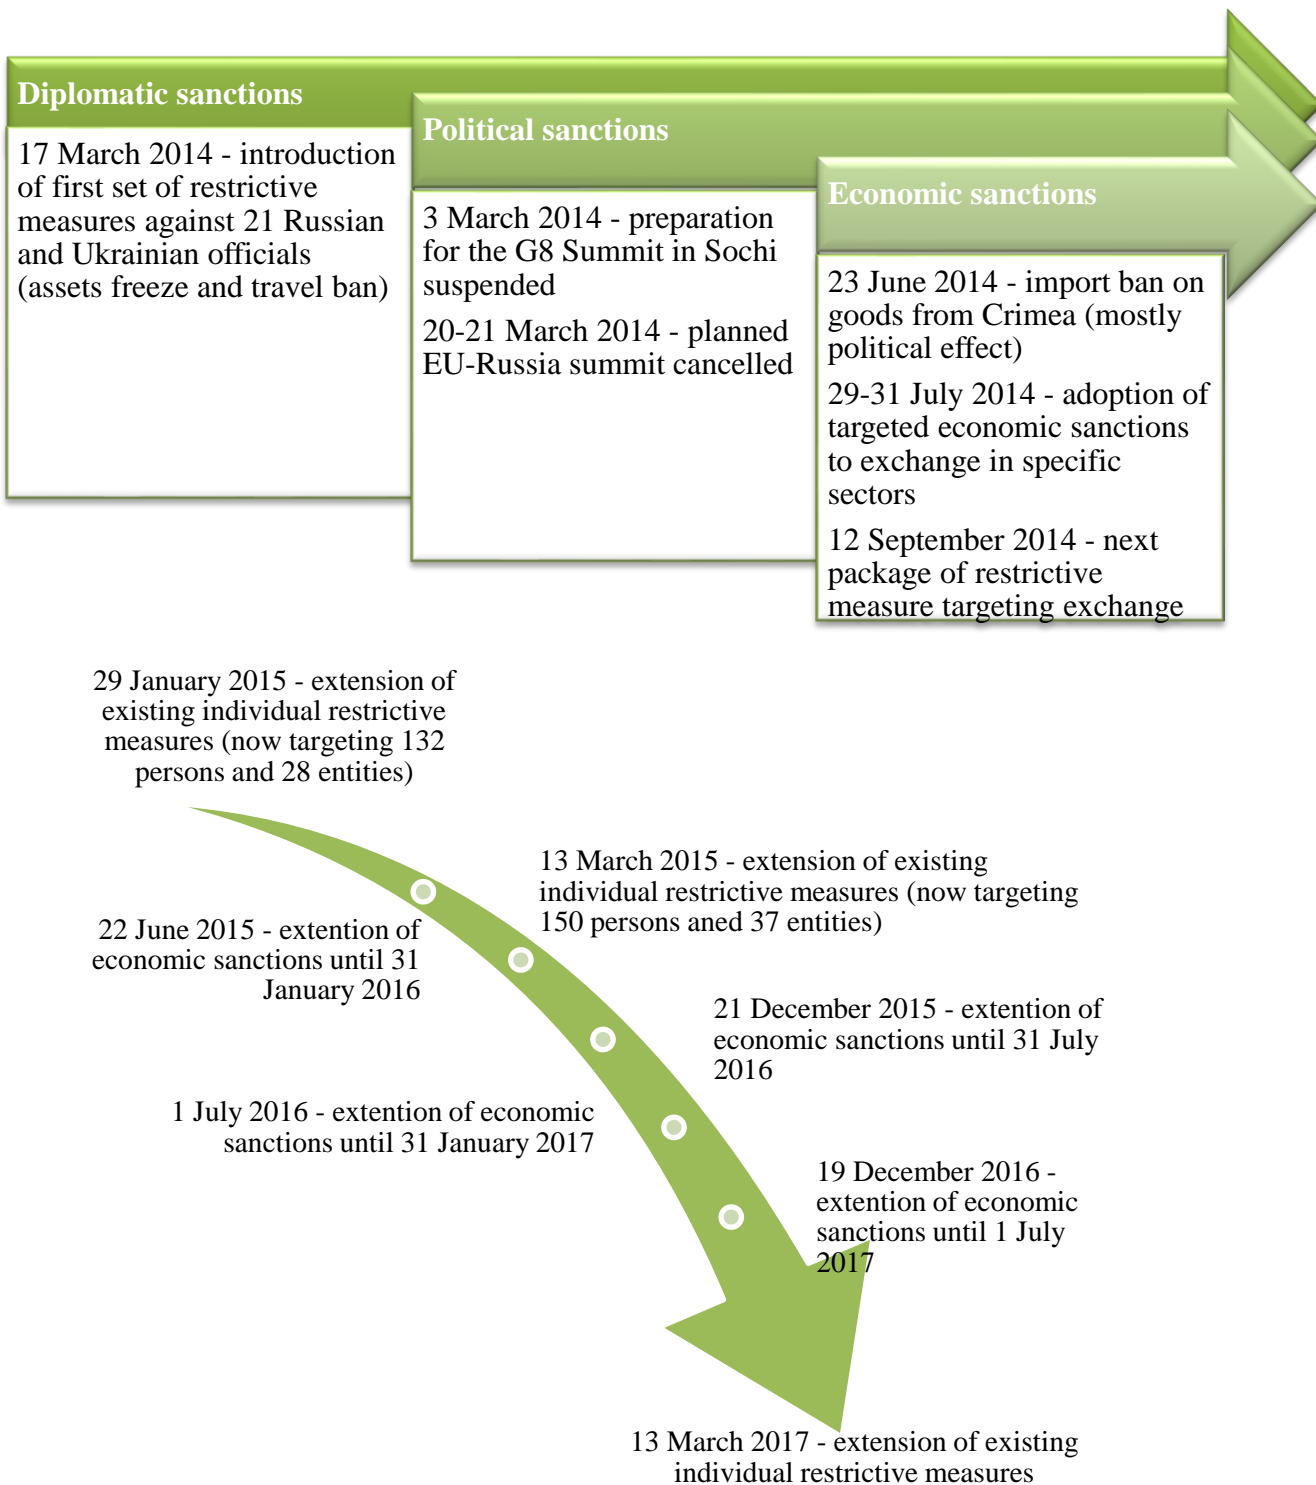 Diplomatic sanctions
17 March 2014 - introduction
of first set of restrictive
measures against 21 Russian
and Ukrainian officials
(assets freeze and travel ban)
Political sanctions
3 March 2014 - preparation
for the G8 Summit in Sochi
suspended
20-21 March 2014 - planned
EU-Russia summit cancelled
Economic sanctions
23 June 2014 - import ban on
goods from Crimea (mostly
political effect)
29-31 July 2014 - adoption of
targeted economic sanctions
to exchange in specific
sectors
12 September 2014 - next
package of restrictive
measure targeting exchange
29 January 2015 - extension of
existing individual restrictive
measures (now targeting 132
persons and 28 entities)
13 March 2015 - extension of existing
individual restrictive measures (now targeting
150 persons aned 37 entities)
22 June 2015 - extention of
economic sanctions until 31
January 2016
21 December 2015 - extention of
economic sanctions until 31 July
2016
1 July 2016 - extention of economic
sanctions until 31 January 2017
19 December 2016 -
extention of economic
sanctions until 1 July
2017
13 March 2017 - extension of existing
individual restrictive measures